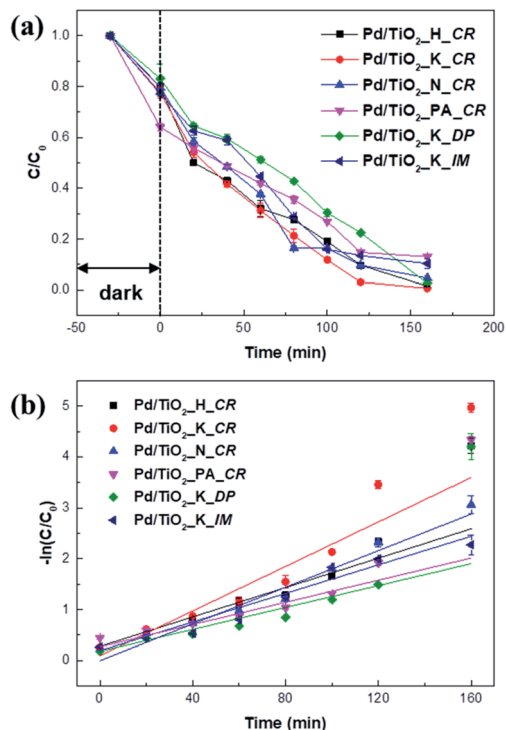 (a)
Pd/TiO₂_H_CR
Pd/TiO₂_K_CR
Pd/TiO₂_N_CR
Pd/TiO₂_PA_CR
Pd/TiO₂_K_DP
Pd/TiO₂_K_IM
C/C₀
1.0
0.8
0.6
0.4
0.2
0.0
dark
-50 0 50 100 150 200
Time (min)
(b)
Pd/TiO₂_H_CR
Pd/TiO₂_K_CR
Pd/TiO₂_N_CR
Pd/TiO₂_PA_CR
Pd/TiO₂_K_DP
Pd/TiO₂_K_IM
-ln(C/C₀)
5
4
3
2
1
0
0 40 80 120 160
Time (min)